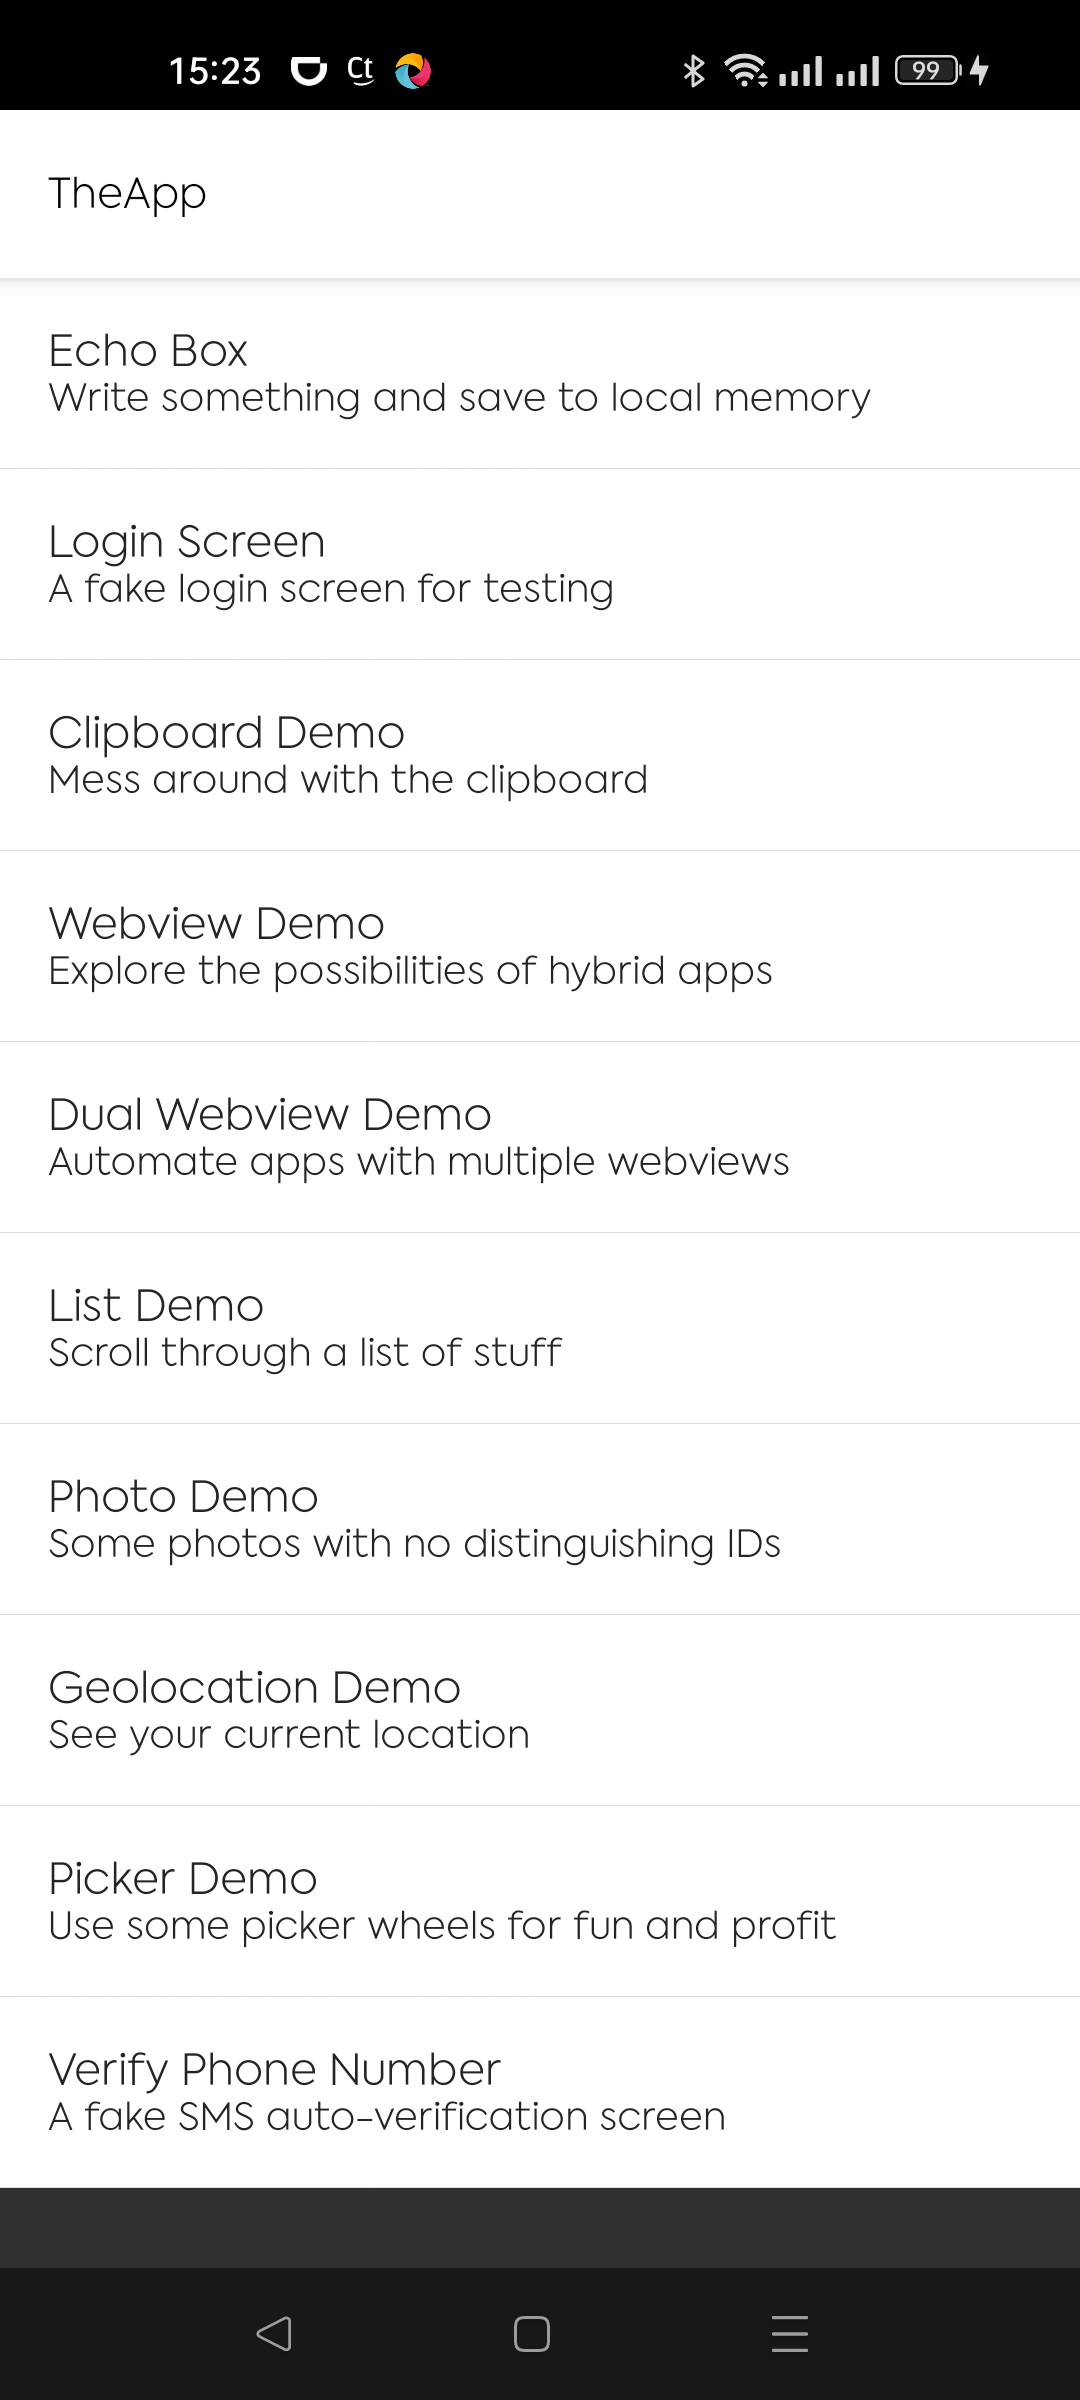 15:23 Ct 99
TheApp
Echo Box
Write something and save to local memory
Login Screen
A fake login screen for testing
Clipboard Demo
Mess around with the clipboard
Webview Demo
Explore the possibilities of hybrid apps
Dual Webview Demo
Automate apps with multiple webviews
List Demo
Scroll through a list of stuff
Photo Demo
Some photos with no distinguishing IDs
Geolocation Demo
See your current location
Picker Demo
Use some picker wheels for fun and profit
Verify Phone Number
A fake SMS auto-verification screen